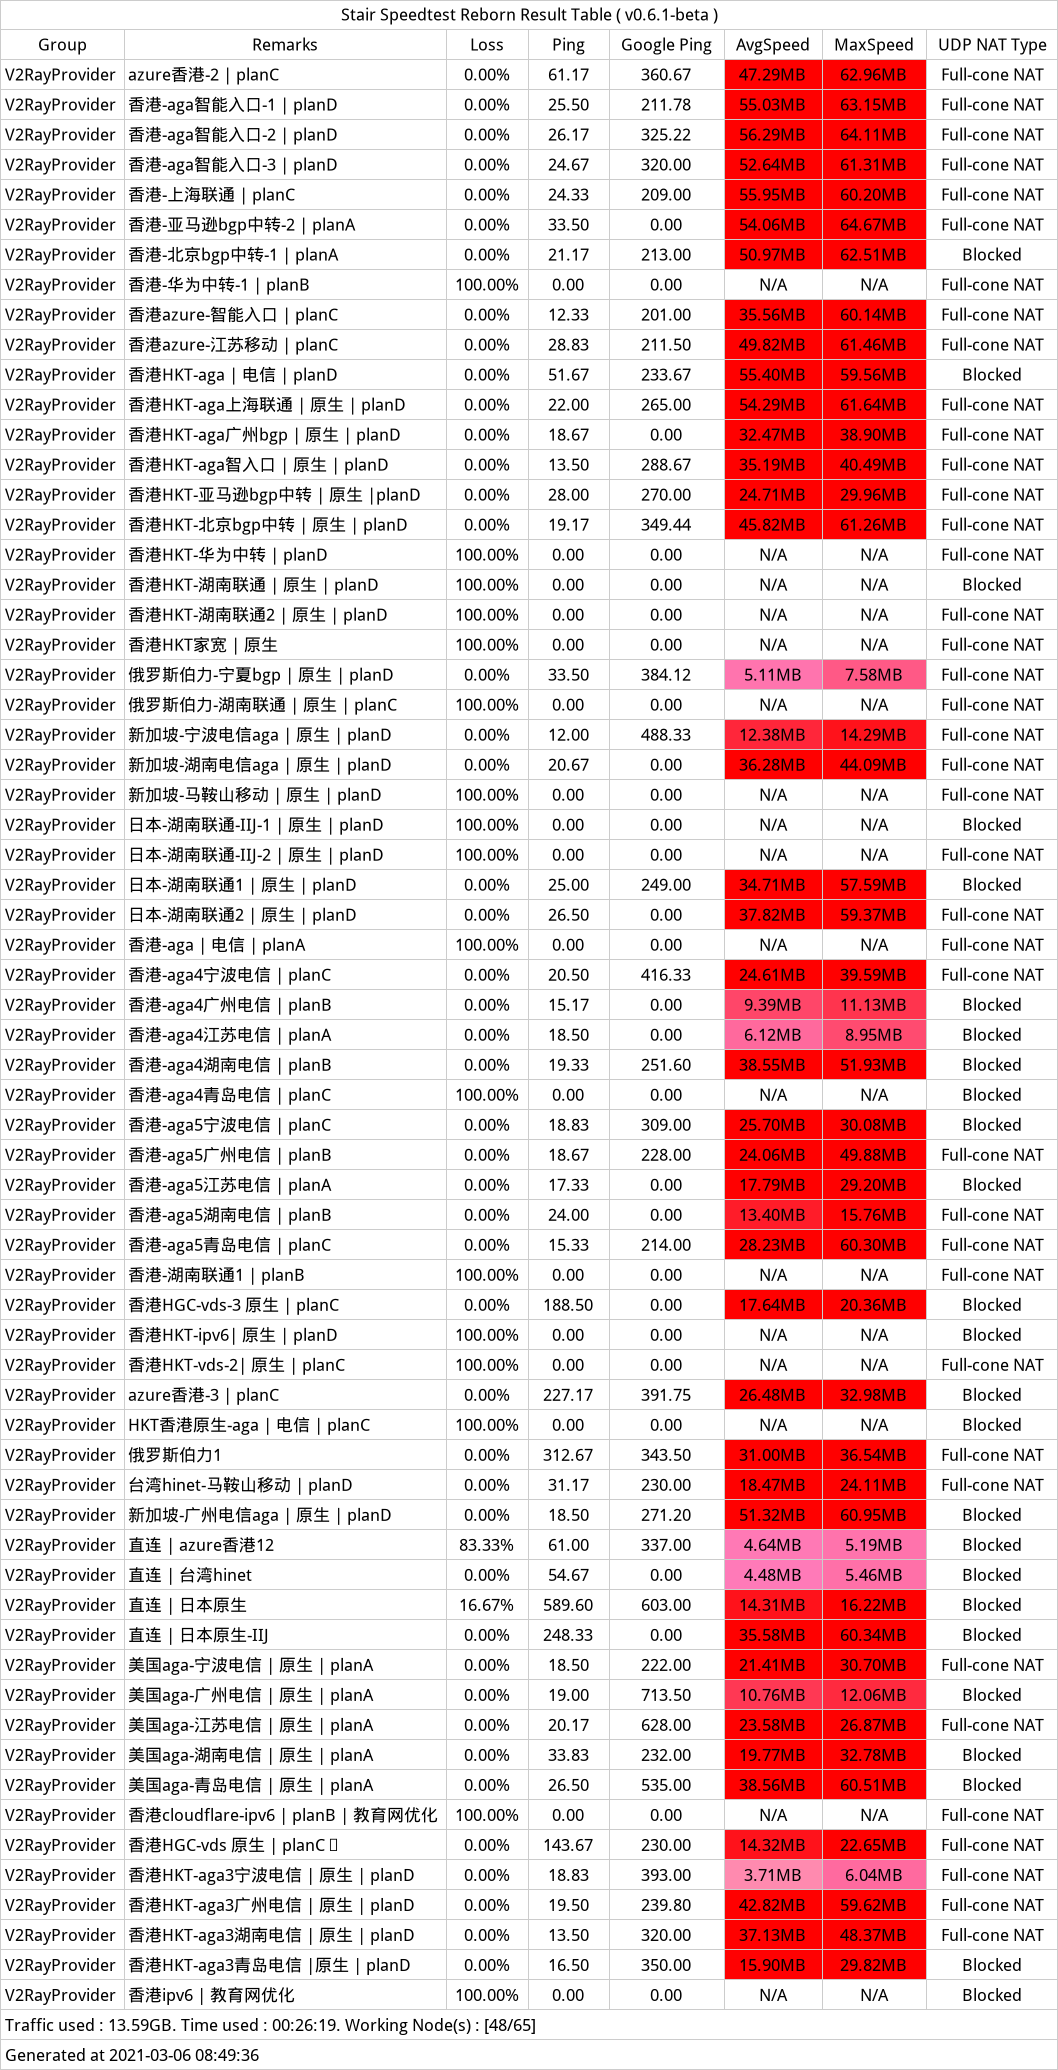 Stair Speedtest Reborn Result Table ( v0.6.1-beta )
Group Remarks Loss Ping Google Ping AvgSpeed MaxSpeed UDP NAT Type
V2RayProvider azure香港-2 | planC 0.00% 61.17 360.67 47.29MB 62.96MB Full-cone NAT
V2RayProvider 香港-aga智能入口-1 | planD 0.00% 25.50 211.78 55.03MB 63.15MB Full-cone NAT
V2RayProvider 香港-aga智能入口-2 | planD 0.00% 26.17 325.22 56.29MB 64.11MB Full-cone NAT
V2RayProvider 香港-aga智能入口-3 | planD 0.00% 24.67 320.00 52.64MB 61.31MB Full-cone NAT
V2RayProvider 香港-上海联通 | planC 0.00% 24.33 209.00 55.95MB 60.20MB Full-cone NAT
V2RayProvider 香港-亚马逊bgp中转-2 | planA 0.00% 33.50 0.00 54.06MB 64.67MB Full-cone NAT
V2RayProvider 香港-北京bgp中转-1 | planA 0.00% 21.17 213.00 50.97MB 62.51MB Blocked
V2RayProvider 香港-华为中转-1 | planB 100.00% 0.00 0.00 N/A N/A Full-cone NAT
V2RayProvider 香港azure-智能入口 | planC 0.00% 12.33 201.00 35.56MB 60.14MB Full-cone NAT
V2RayProvider 香港azure-江苏移动 | planC 0.00% 28.83 211.50 49.82MB 61.46MB Full-cone NAT
V2RayProvider 香港HKT-aga | 电信 | planD 0.00% 51.67 233.67 55.40MB 59.56MB Blocked
V2RayProvider 香港HKT-aga上海联通 | 原生 | planD 0.00% 22.00 265.00 54.29MB 61.64MB Full-cone NAT
V2RayProvider 香港HKT-aga广州bgp | 原生 | planD 0.00% 18.67 0.00 32.47MB 38.90MB Full-cone NAT
V2RayProvider 香港HKT-aga智入口 | 原生 | planD 0.00% 13.50 288.67 35.19MB 40.49MB Full-cone NAT
V2RayProvider 香港HKT-亚马逊bgp中转 | 原生 |planD 0.00% 28.00 270.00 24.71MB 29.96MB Full-cone NAT
V2RayProvider 香港HKT-北京bgp中转 | 原生 | planD 0.00% 19.17 349.44 45.82MB 61.26MB Full-cone NAT
V2RayProvider 香港HKT-华为中转 | planD 100.00% 0.00 0.00 N/A N/A Full-cone NAT
V2RayProvider 香港HKT-湖南联通 | 原生 | planD 100.00% 0.00 0.00 N/A N/A Blocked
V2RayProvider 香港HKT-湖南联通2 | 原生 | planD 100.00% 0.00 0.00 N/A N/A Full-cone NAT
V2RayProvider 香港HKT家宽 | 原生 100.00% 0.00 0.00 N/A N/A Full-cone NAT
V2RayProvider 俄罗斯伯力-宁夏bgp | 原生 | planD 0.00% 33.50 384.12 5.11MB 7.58MB Full-cone NAT
V2RayProvider 俄罗斯伯力-湖南联通 | 原生 | planC 100.00% 0.00 0.00 N/A N/A Full-cone NAT
V2RayProvider 新加坡-宁波电信aga | 原生 | planD 0.00% 12.00 488.33 12.38MB 14.29MB Full-cone NAT
V2RayProvider 新加坡-湖南电信aga | 原生 | planD 0.00% 20.67 0.00 36.28MB 44.09MB Full-cone NAT
V2RayProvider 新加坡-马鞍山移动 | 原生 | planD 100.00% 0.00 0.00 N/A N/A Full-cone NAT
V2RayProvider 日本-湖南联通-IIJ-1 | 原生 | planD 100.00% 0.00 0.00 N/A N/A Blocked
V2RayProvider 日本-湖南联通-IIJ-2 | 原生 | planD 100.00% 0.00 0.00 N/A N/A Full-cone NAT
V2RayProvider 日本-湖南联通1 | 原生 | planD 0.00% 25.00 249.00 34.71MB 57.59MB Blocked
V2RayProvider 日本-湖南联通2 | 原生 | planD 0.00% 26.50 0.00 37.82MB 59.37MB Full-cone NAT
V2RayProvider 香港-aga | 电信 | planA 100.00% 0.00 0.00 N/A N/A Full-cone NAT
V2RayProvider 香港-aga4宁波电信 | planC 0.00% 20.50 416.33 24.61MB 39.59MB Full-cone NAT
V2RayProvider 香港-aga4广州电信 | planB 0.00% 15.17 0.00 9.39MB 11.13MB Blocked
V2RayProvider 香港-aga4江苏电信 | planA 0.00% 18.50 0.00 6.12MB 8.95MB Blocked
V2RayProvider 香港-aga4湖南电信 | planB 0.00% 19.33 251.60 38.55MB 51.93MB Blocked
V2RayProvider 香港-aga4青岛电信 | planC 100.00% 0.00 0.00 N/A N/A Blocked
V2RayProvider 香港-aga5宁波电信 | planC 0.00% 18.83 309.00 25.70MB 30.08MB Blocked
V2RayProvider 香港-aga5广州电信 | planB 0.00% 18.67 228.00 24.06MB 49.88MB Full-cone NAT
V2RayProvider 香港-aga5江苏电信 | planA 0.00% 17.33 0.00 17.79MB 29.20MB Blocked
V2RayProvider 香港-aga5湖南电信 | planB 0.00% 24.00 0.00 13.40MB 15.76MB Full-cone NAT
V2RayProvider 香港-aga5青岛电信 | planC 0.00% 15.33 214.00 28.23MB 60.30MB Full-cone NAT
V2RayProvider 香港-湖南联通1 | planB 100.00% 0.00 0.00 N/A N/A Full-cone NAT
V2RayProvider 香港HGC-vds-3 原生 | planC 0.00% 188.50 0.00 17.64MB 20.36MB Blocked
V2RayProvider 香港HKT-ipv6| 原生 | planD 100.00% 0.00 0.00 N/A N/A Blocked
V2RayProvider 香港HKT-vds-2| 原生 | planC 100.00% 0.00 0.00 N/A N/A Full-cone NAT
V2RayProvider azure香港-3 | planC 0.00% 227.17 391.75 26.48MB 32.98MB Blocked
V2RayProvider HKT香港原生-aga | 电信 | planC 100.00% 0.00 0.00 N/A N/A Blocked
V2RayProvider 俄罗斯伯力1 0.00% 312.67 343.50 31.00MB 36.54MB Full-cone NAT
V2RayProvider 台湾hinet-马鞍山移动 | planD 0.00% 31.17 230.00 18.47MB 24.11MB Full-cone NAT
V2RayProvider 新加坡-广州电信aga | 原生 | planD 0.00% 18.50 271.20 51.32MB 60.95MB Blocked
V2RayProvider 直连 | azure香港12 83.33% 61.00 337.00 4.64MB 5.19MB Blocked
V2RayProvider 直连 | 台湾hinet 0.00% 54.67 0.00 4.48MB 5.46MB Blocked
V2RayProvider 直连 | 日本原生 16.67% 589.60 603.00 14.31MB 16.22MB Blocked
V2RayProvider 直连 | 日本原生-IIJ 0.00% 248.33 0.00 35.58MB 60.34MB Blocked
V2RayProvider 美国aga-宁波电信 | 原生 | planA 0.00% 18.50 222.00 21.41MB 30.70MB Full-cone NAT
V2RayProvider 美国aga-广州电信 | 原生 | planA 0.00% 19.00 713.50 10.76MB 12.06MB Blocked
V2RayProvider 美国aga-江苏电信 | 原生 | planA 0.00% 20.17 628.00 23.58MB 26.87MB Full-cone NAT
V2RayProvider 美国aga-湖南电信 | 原生 | planA 0.00% 33.83 232.00 19.77MB 32.78MB Blocked
V2RayProvider 美国aga-青岛电信 | 原生 | planA 0.00% 26.50 535.00 38.56MB 60.51MB Blocked
V2RayProvider 香港cloudflare-ipv6 | planB | 教育网优化 100.00% 0.00 0.00 N/A N/A Full-cone NAT
V2RayProvider 香港HGC-vds 原生 | planC 0.00% 143.67 230.00 14.32MB 22.65MB Full-cone NAT
V2RayProvider 香港HKT-aga3宁波电信 | 原生 | planD 0.00% 18.83 393.00 3.71MB 6.04MB Full-cone NAT
V2RayProvider 香港HKT-aga3广州电信 | 原生 | planD 0.00% 19.50 239.80 42.82MB 59.62MB Full-cone NAT
V2RayProvider 香港HKT-aga3湖南电信 | 原生 | planD 0.00% 13.50 320.00 37.13MB 48.37MB Full-cone NAT
V2RayProvider 香港HKT-aga3青岛电信 |原生 | planD 0.00% 16.50 350.00 15.90MB 29.82MB Blocked
V2RayProvider 香港ipv6 | 教育网优化 100.00% 0.00 0.00 N/A N/A Blocked
Traffic used : 13.59GB. Time used : 00:26:19. Working Node(s) : [48/65]
Generated at 2021-03-06 08:49:36